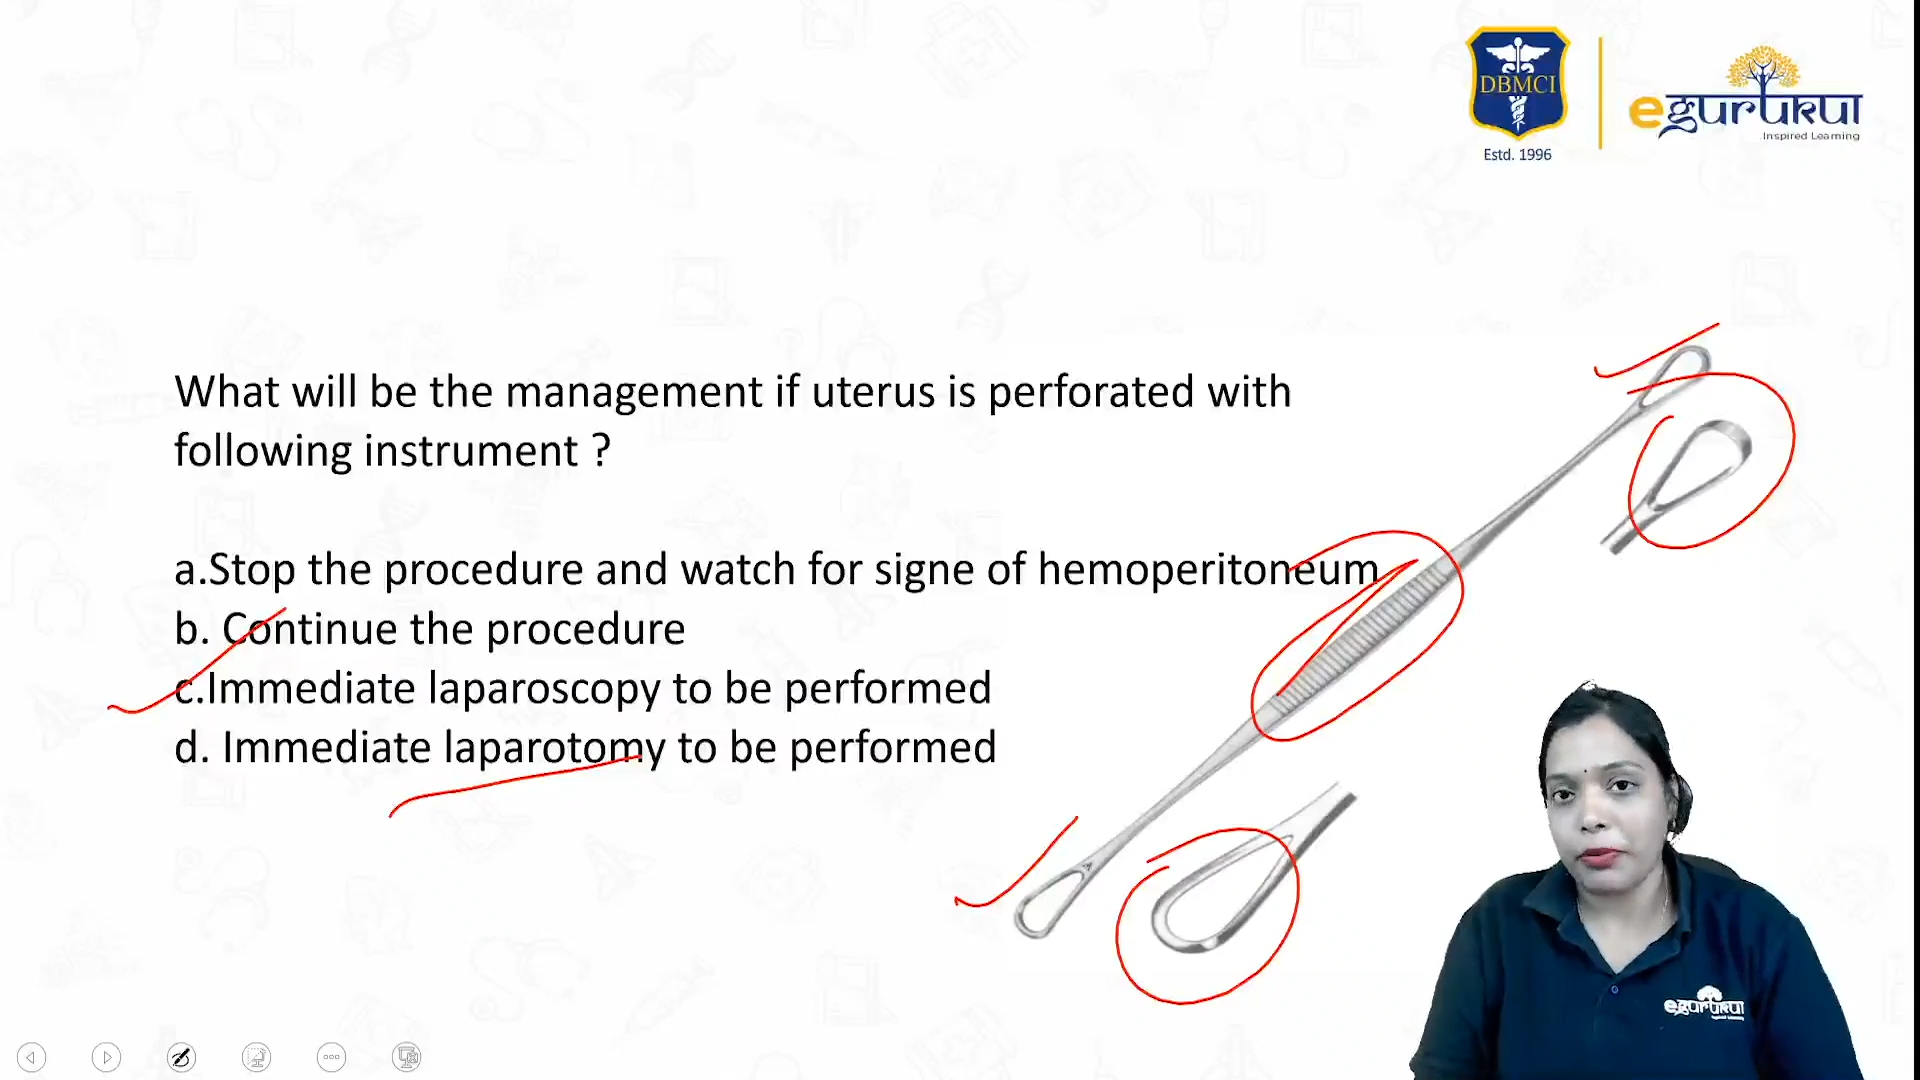 DBMCI
Estd. 1996
egurukul
Inspired Learning
What will be the management if uterus is perforated with
following instrument ?
a.Stop the procedure and watch for signe of hemoperitoneum
b. Continue the procedure
c.Immediate laparoscopy to be performed
d. Immediate laparotomy to be performed
egurukul